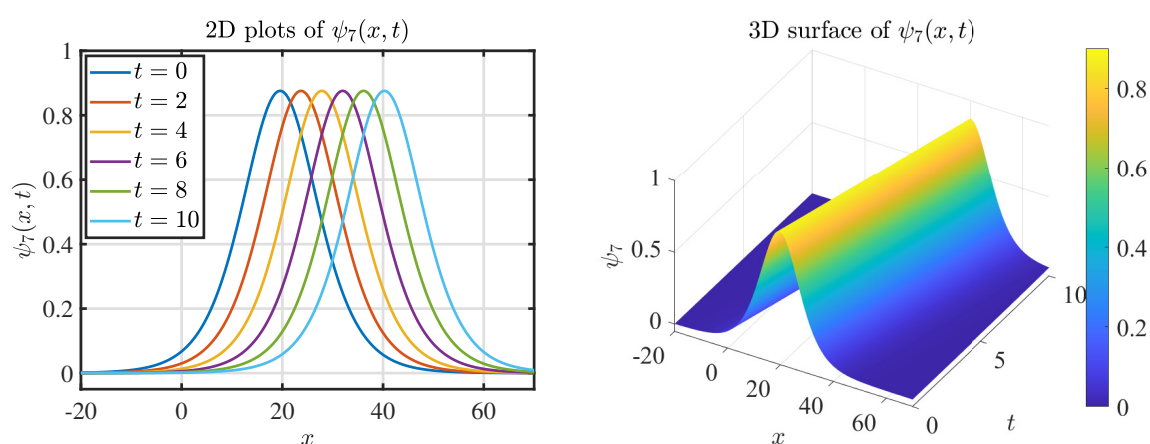 2D plots of ψ₇(x, t)
1
0.8
0.6
0.4
0.2
0
ψ₇(x, t)
t = 0
t = 2
t = 4
t = 6
t = 8
t = 10
-20 0 20 40 60
x
3D surface of ψ₇(x, t)
1
0.5
0
ψ₇
-20 0 20 40 60
x
0 5 10
t
0.8
0.6
0.4
0.2
0